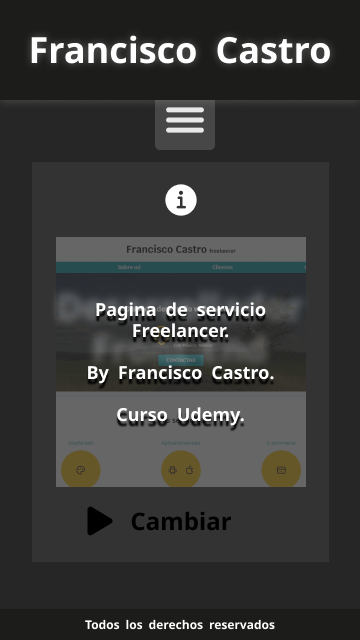 Francisco Castro
Francisco Castro freelancer
Sobre mí Clientes
Pagina de servicio
Freelancer.
By Francisco Castro.
CONTACTAR
Curso Udemy.
Cambiar
Todos los derechos reservados